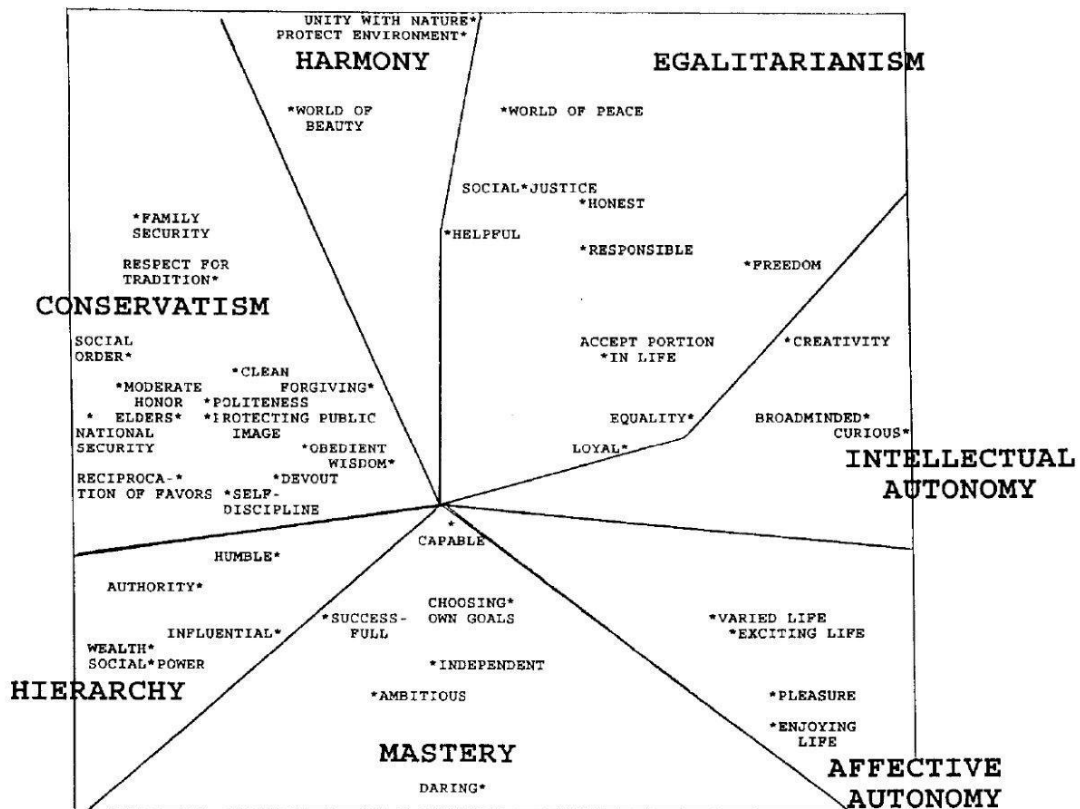 UNITY WITH NATURE*
PROTECT ENVIRONMENT*
HARMONY
EGALITARIANISM
*WORLD OF
BEAUTY
*WORLD OF PEACE
SOCIAL*JUSTICE
*HONEST
*FAMILY
SECURITY
*HELPFUL
*RESPONSIBLE
RESPECT FOR
TRADITION*
*FREEDOM
CONSERVATISM
SOCIAL
ORDER*
ACCEPT PORTION
*IN LIFE
*CREATIVITY
*CLEAN
*MODERATE
FORGIVING*
HONOR
*POLITENESS
* ELDERS*
*PROTECTING PUBLIC
IMAGE
NATIONAL
SECURITY
EQUALITY*
BROADMINDED*
CURIOUS*
*OBEDIENT
WISDOM*
LOYAL*
INTELLECTUAL
AUTONOMY
RECIPROCA-*
TION OF FAVORS
*DEVOUT
*SELF-
DISCIPLINE
*
CAPABLE
HUMBLE*
AUTHORITY*
CHOOSING*
OWN GOALS
*SUCCESS-
FULL
*VARIED LIFE
*EXCITING LIFE
INFLUENTIAL*
WEALTH*
SOCIAL*POWER
*INDEPENDENT
HIERARCHY
*AMBITIOUS
*PLEASURE
*ENJOYING
LIFE
MASTERY
AFFECTIVE
AUTONOMY
DARING*